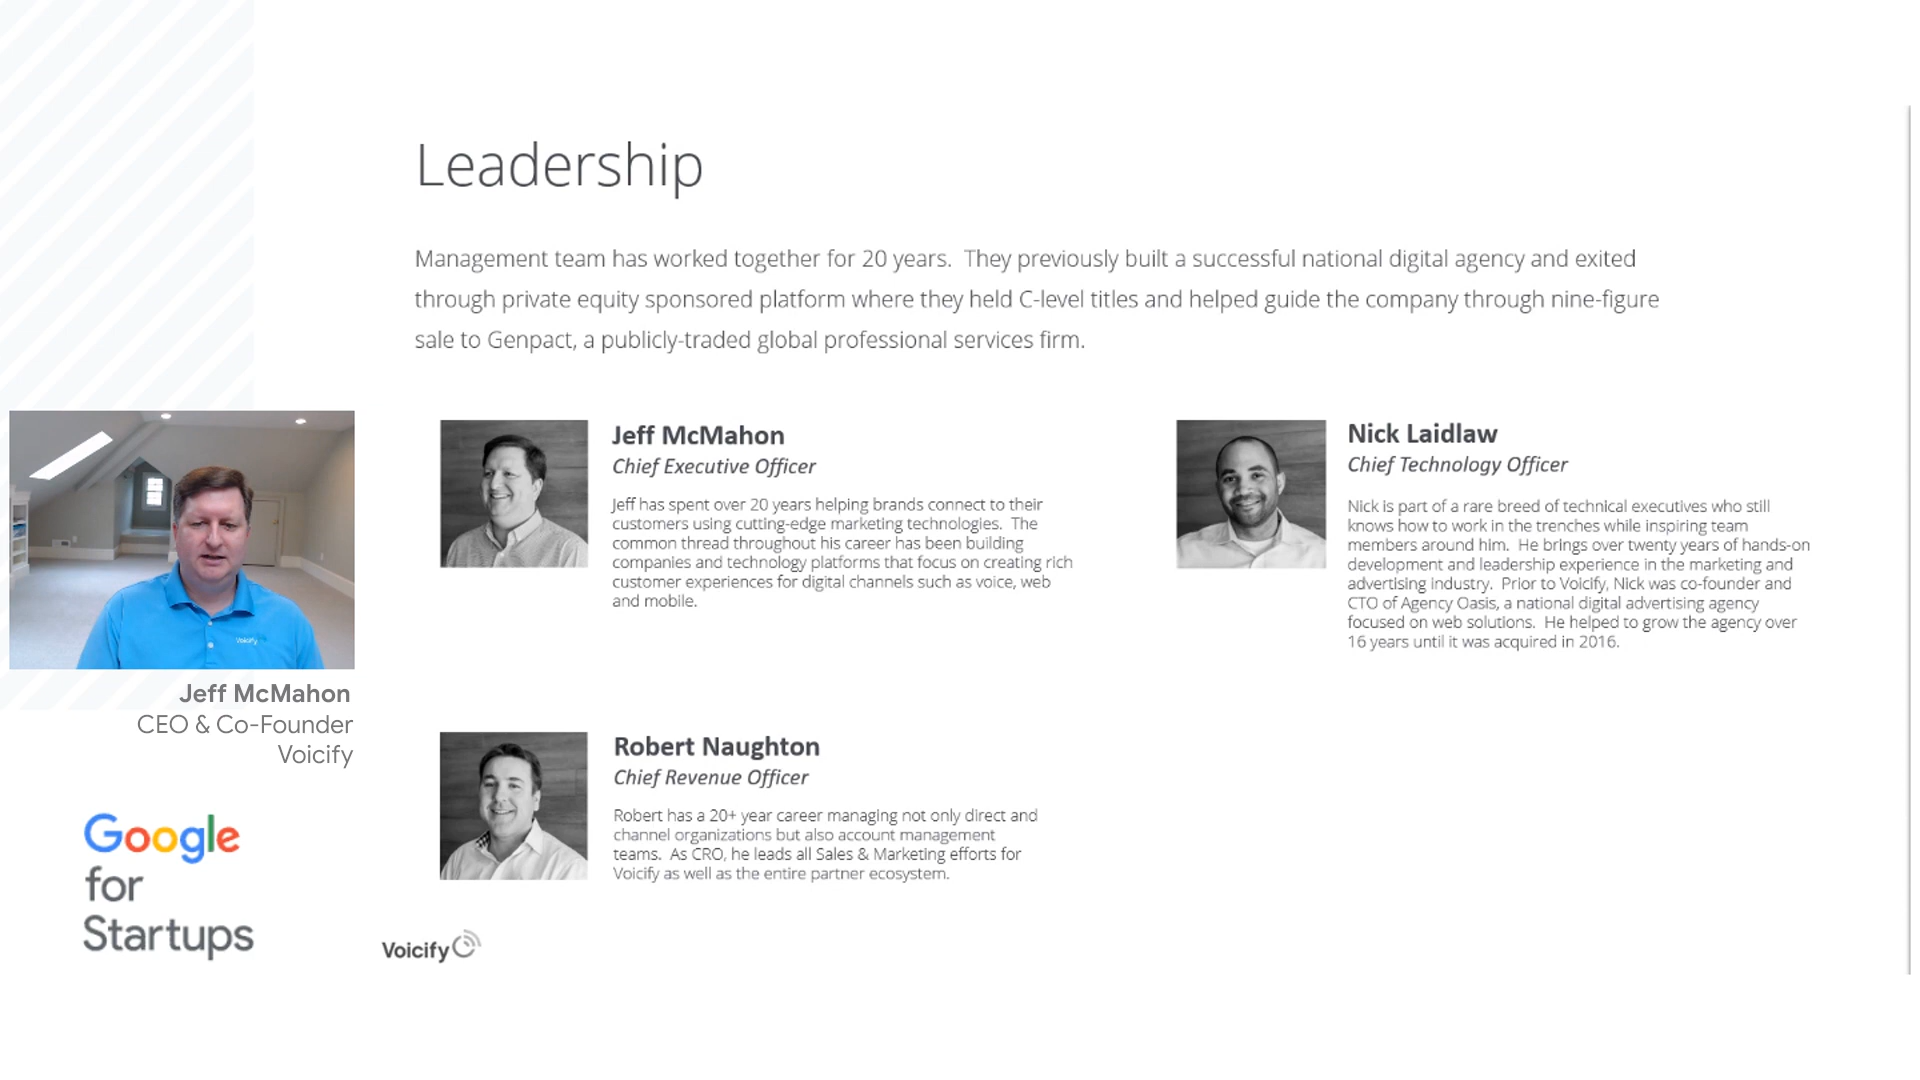 Leadership
Management team has worked together for 20 years. They previously built a successful national digital agency and exited
through private equity sponsored platform where they held C-level titles and helped guide the company through nine-figure
sale to Genpact, a publicly-traded global professional services firm.
Jeff McMahon
Chief Executive Officer
Jeff has spent over 20 years helping brands connect to their
customers using cutting-edge marketing technologies. The
common thread throughout his career has been building
companies and technology platforms that focus on creating rich
customer experiences for digital channels such as voice, web
and mobile.
Nick Laidlaw
Chief Technology Officer
Nick is part of a rare breed of technical executives who still
knows how to work in the trenches while inspiring team
members around him. He brings over twenty years of hands-on
development and leadership experience in the marketing and
advertising industry. Prior to Voicify, Nick was co-founder and
CTO of Agency Oasis, a national digital advertising agency
focused on web solutions. He helped to grow the agency over
16 years until it was acquired in 2016.
Robert Naughton
Chief Revenue Officer
Robert has a 20+ year career managing not only direct and
channel organizations but also account management
teams. As CRO, he leads all Sales & Marketing efforts for
Voicify as well as the entire partner ecosystem.
Voicify
Voicify
Jeff McMahon
CEO & Co-Founder
Voicify
Google
for
Startups